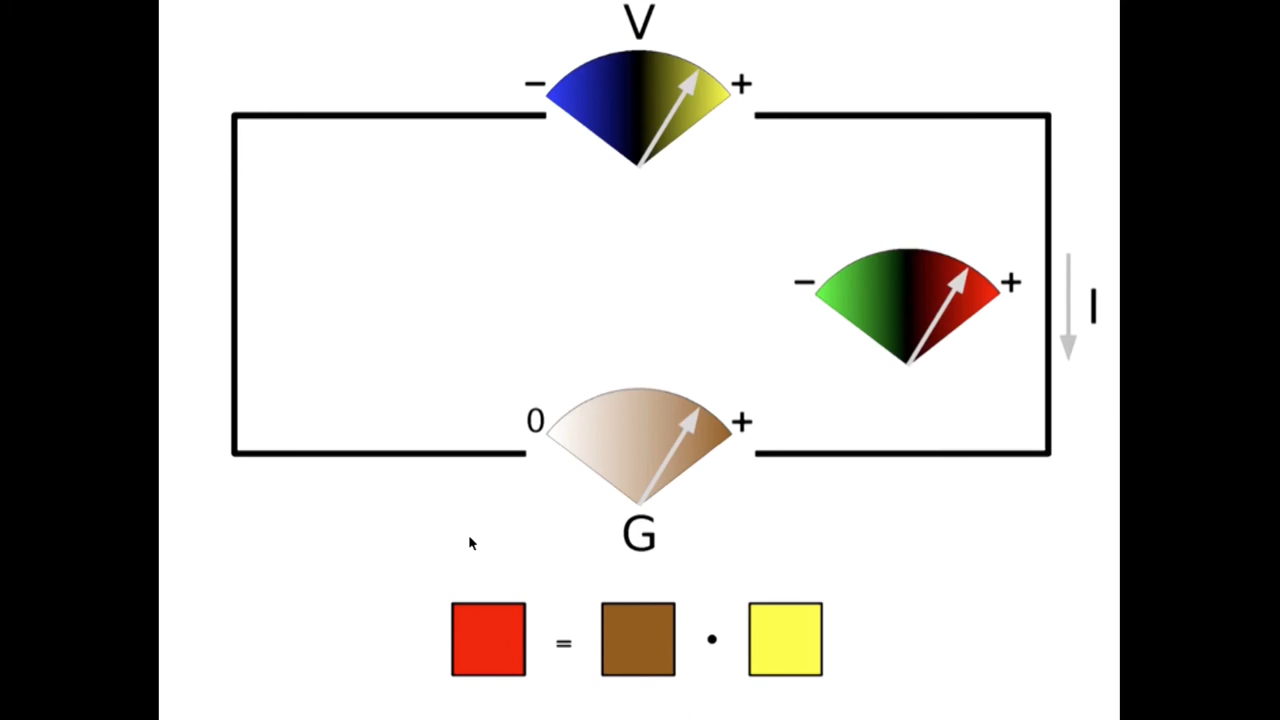 V
− +
− +
I
0 +
G
= •